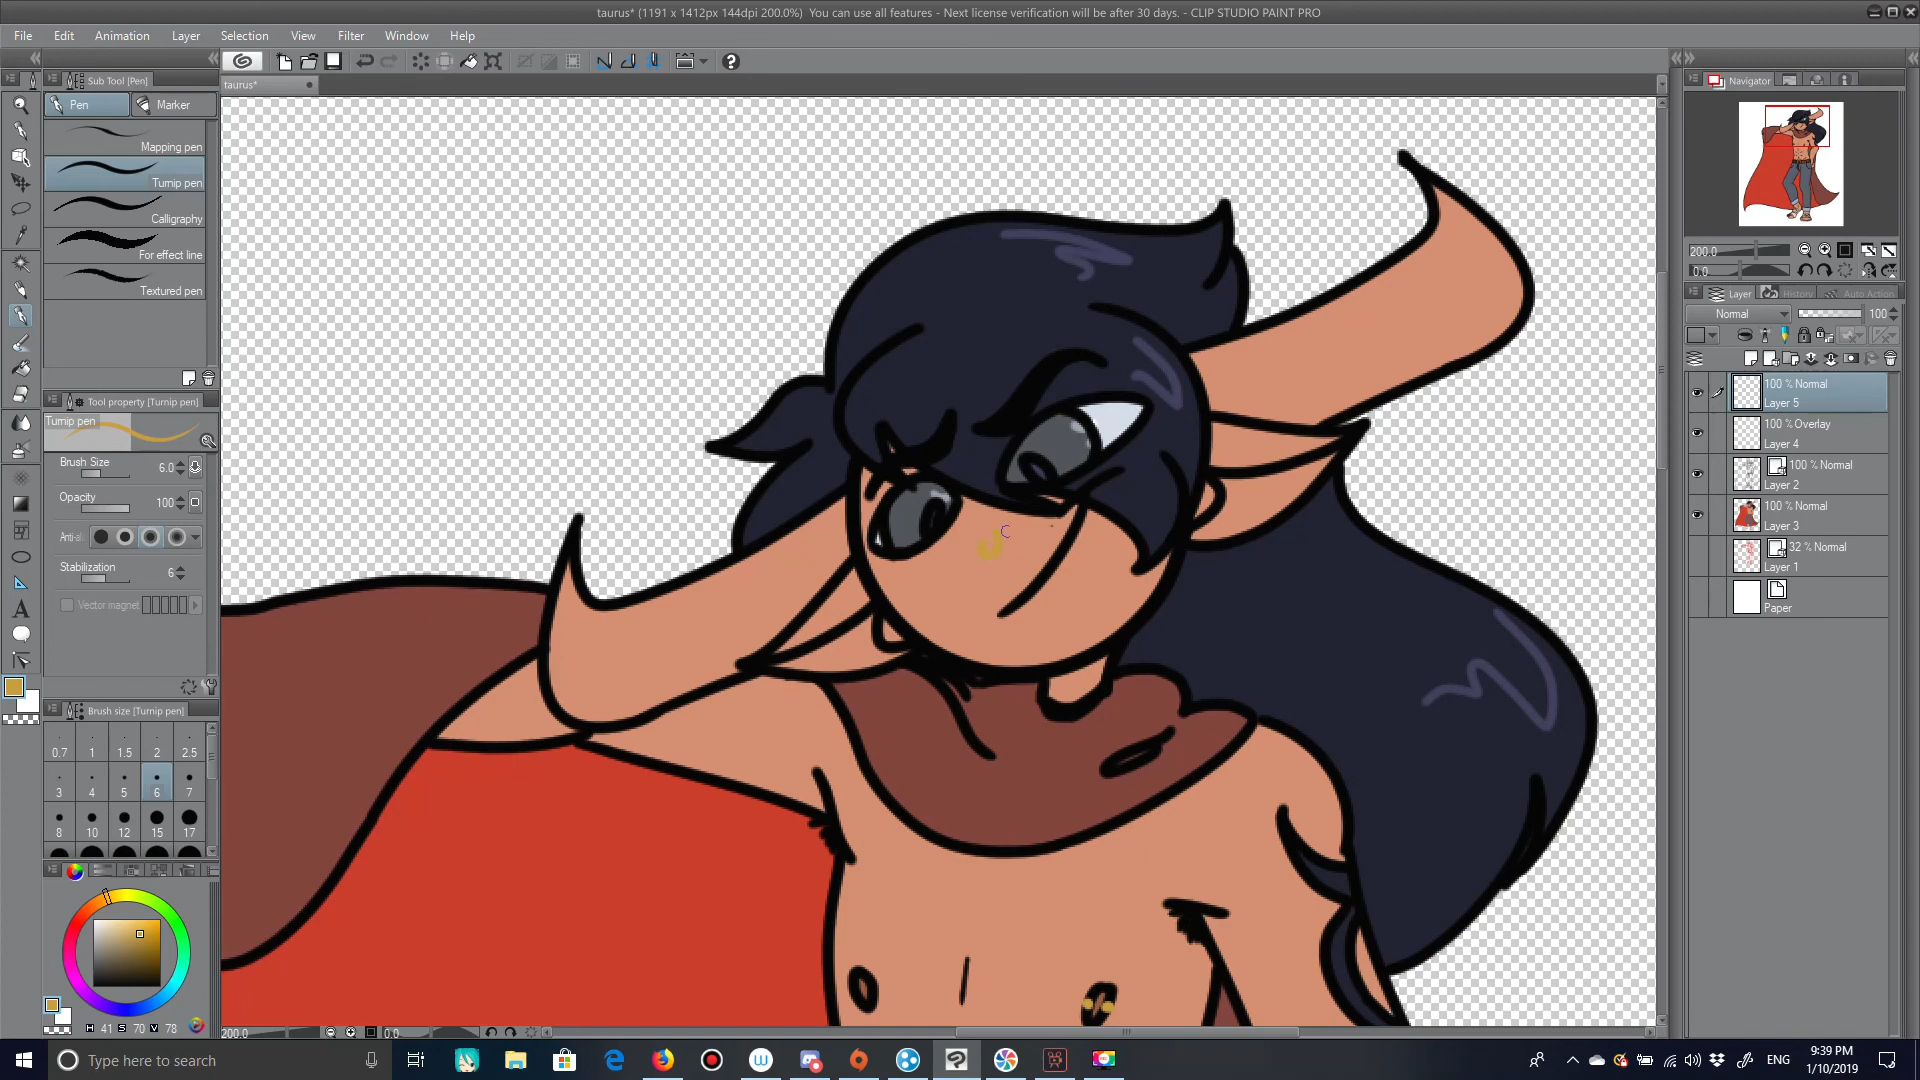 taurus* (1191 x 1412px 144dpi 200.0%)  You can use all features - Next license verification will be after 30 days. - CLIP STUDIO PAINT PRO
File Edit Animation Layer Selection View Filter Window Help
Sub Tool [Pen]
taurus*
Navigator
Pen Marker
Mapping pen
Turnip pen
Calligraphy
For effect line
Textured pen
200.0
0.0
Layer History Auto Action
Normal 100
100 % Normal
Layer 5
100 % Overlay
Layer 4
100 % Normal
Layer 2
100 % Normal
Layer 3
32 % Normal
Layer 1
Paper
Tool property [Turnip pen]
Turnip pen
Brush Size 6.0
Opacity 100
Anti-al
Stabilization 6
Vector magnet
Brush size [Turnip pen]
0.7 1 1.5 2 2.5
3 4 5 6 7
8 10 12 15 17
H 41 S 70 V 78
200.0 0.0
Type here to search
ENG
9:39 PM
1/10/2019